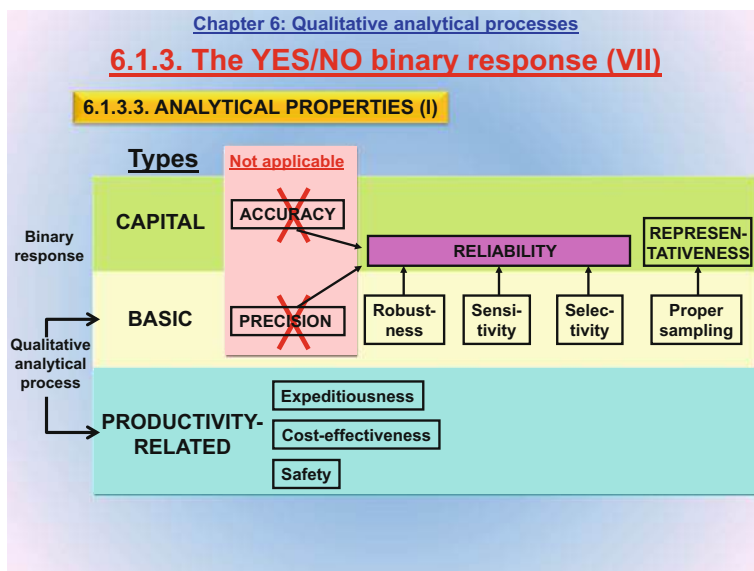 Chapter 6: Qualitative analytical processes
6.1.3. The YES/NO binary response (VII)
6.1.3.3. ANALYTICAL PROPERTIES (I)
Types
Not applicable
CAPITAL
ACCURACY
Binary
response
RELIABILITY
REPRESEN-
TATIVENESS
BASIC
PRECISION
Robust-
ness
Sensi-
tivity
Selec-
tivity
Proper
sampling
Qualitative
analytical
process
PRODUCTIVITY-
RELATED
Expeditiousness
Cost-effectiveness
Safety